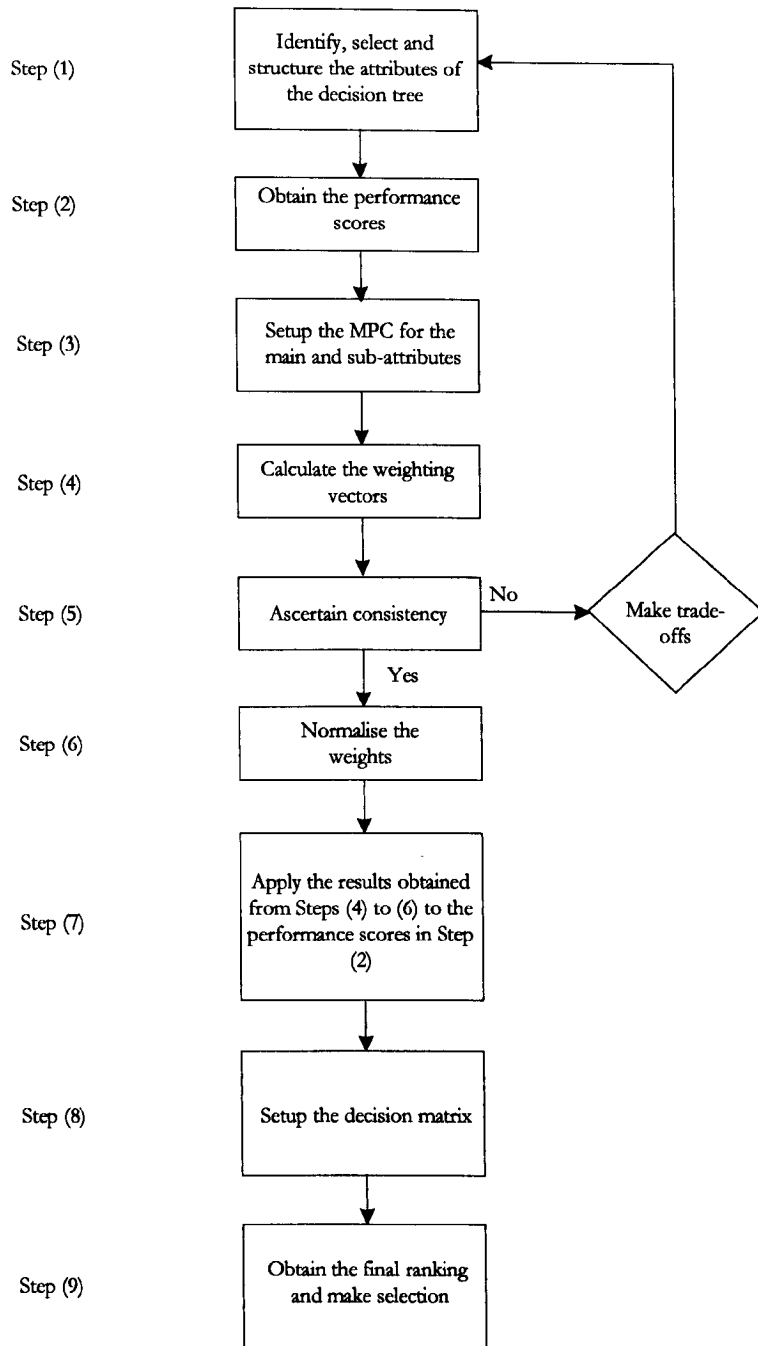 Step (1)
Identify, select and
structure the attributes of
the decision tree
Step (2)
Obtain the performance
scores
Step (3)
Setup the MPC for the
main and sub-attributes
Step (4)
Calculate the weighting
vectors
Step (5)
Ascertain consistency
No
Make trade-
offs
Yes
Step (6)
Normalise the
weights
Step (7)
Apply the results obtained
from Steps (4) to (6) to the
performance scores in Step
(2)
Step (8)
Setup the decision matrix
Step (9)
Obtain the final ranking
and make selection